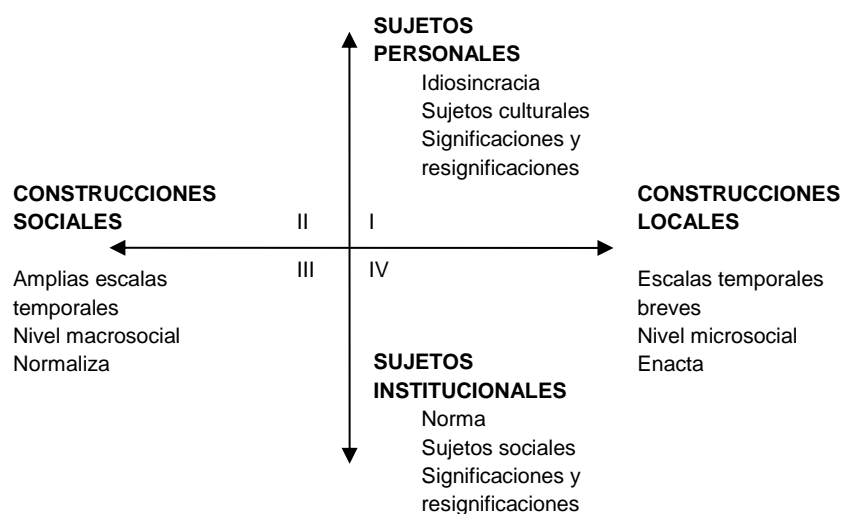 SUJETOS
PERSONALES
Idiosincracia
Sujetos culturales
Significaciones y
resignificaciones
CONSTRUCCIONES
SOCIALES
II
I
CONSTRUCCIONES
LOCALES
III
IV
Amplias escalas
temporales
Nivel macrosocial
Normaliza
Escalas temporales
breves
Nivel microsocial
Enacta
SUJETOS
INSTITUCIONALES
Norma
Sujetos sociales
Significaciones y
resignificaciones